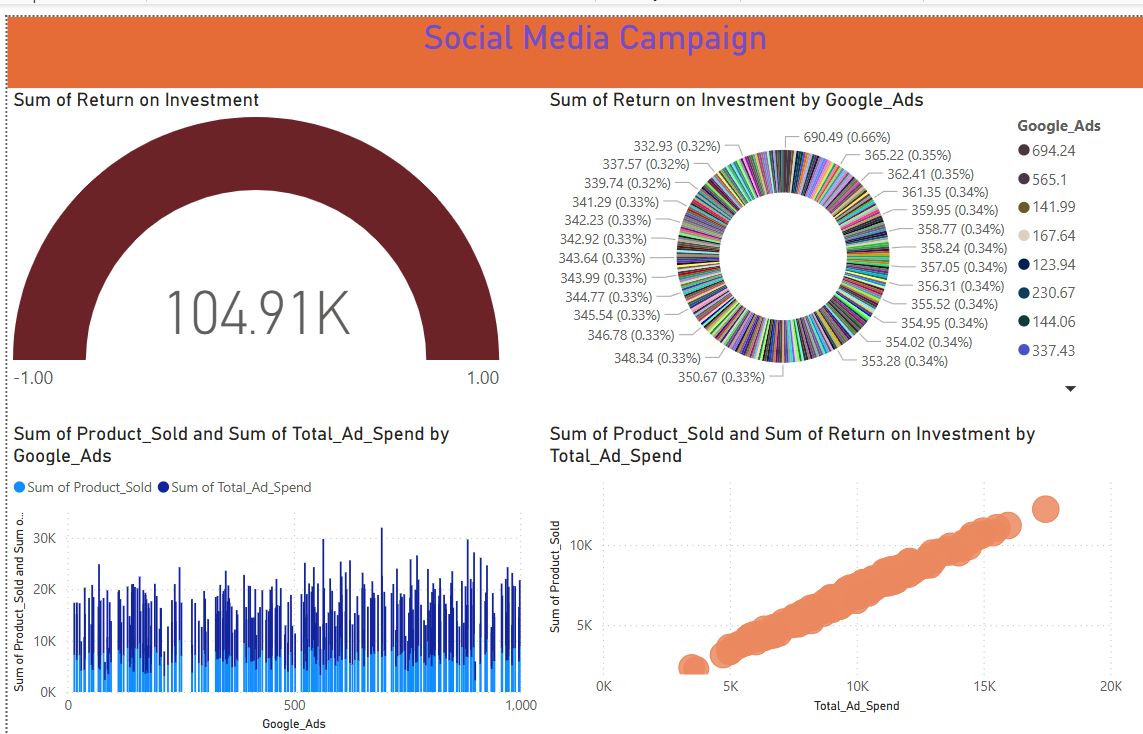 Social Media Campaign
Sum of Return on Investment
104.91K
-1.00
1.00
Sum of Return on Investment by Google_Ads
690.49 (0.66%)
365.22 (0.35%)
362.41 (0.35%)
361.35 (0.34%)
359.95 (0.34%)
358.77 (0.34%)
358.24 (0.34%)
357.05 (0.34%)
356.31 (0.34%)
355.52 (0.34%)
354.95 (0.34%)
354.02 (0.34%)
353.28 (0.34%)
350.67 (0.33%)
348.34 (0.33%)
346.78 (0.33%)
345.54 (0.33%)
344.77 (0.33%)
343.99 (0.33%)
343.64 (0.33%)
342.92 (0.33%)
342.23 (0.33%)
341.29 (0.33%)
339.74 (0.32%)
337.57 (0.32%)
332.93 (0.32%)
Google_Ads
694.24
565.1
141.99
167.64
123.94
230.67
144.06
337.43
Sum of Product_Sold and Sum of Total_Ad_Spend by
Google_Ads
Sum of Product_Sold
Sum of Total_Ad_Spend
Sum of Product_Sold and Sum o...
30K
20K
10K
0K
0
500
1,000
Google_Ads
Sum of Product_Sold and Sum of Return on Investment by
Total_Ad_Spend
Sum of Product_Sold
10K
5K
0K
5K
10K
15K
20K
Total_Ad_Spend